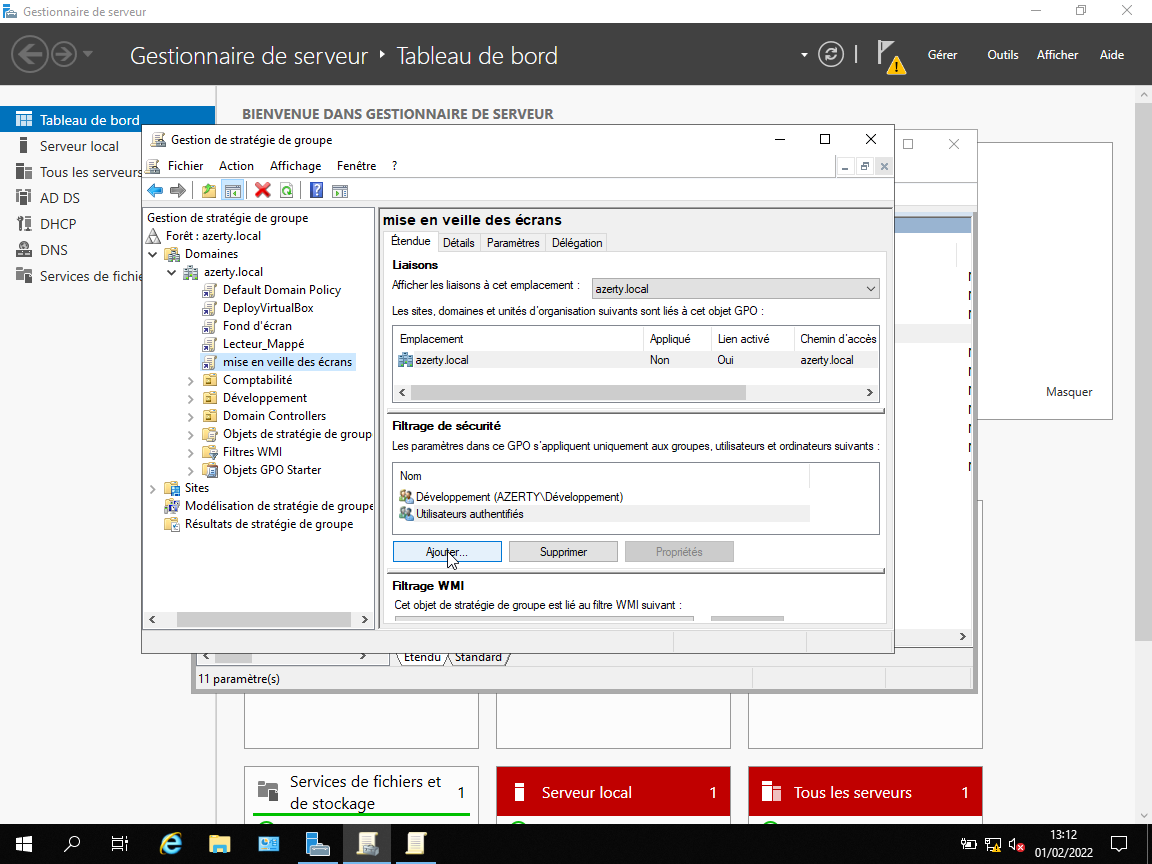 Gestionnaire de serveur
Gestionnaire de serveur ‣ Tableau de bord
Gérer
Outils
Afficher
Aide
Tableau de bord
Serveur local
Tous les serveurs
AD DS
DHCP
DNS
Services de fichie
BIENVENUE DANS GESTIONNAIRE DE SERVEUR
Gestion de stratégie de groupe
Fichier
Action
Affichage
Fenêtre
?
Gestion de stratégie de groupe
Forêt : azerty.local
Domaines
azerty.local
Default Domain Policy
DeployVirtualBox
Fond d'écran
Lecteur_Mappé
mise en veille des écrans
Comptabilité
Développement
Domain Controllers
Objets de stratégie de group
Filtres WMI
Objets GPO Starter
Sites
Modélisation de stratégie de groupe
Résultats de stratégie de groupe
mise en veille des écrans
Étendue
Détails
Paramètres
Délégation
Liaisons
Afficher les liaisons à cet emplacement :
azerty.local
Les sites, domaines et unités d'organisation suivants sont liés à cet objet GPO :
Emplacement
Appliqué
Lien activé
Chemin d'accès
azerty.local
Non
Oui
azerty.local
Filtrage de sécurité
Les paramètres dans ce GPO s'appliquent uniquement aux groupes, utilisateurs et ordinateurs suivants :
Nom
Développement (AZERTY\Développement)
Utilisateurs authentifiés
Ajouter...
Supprimer
Propriétés
Filtrage WMI
Cet objet de stratégie de groupe est lié au filtre WMI suivant :
Masquer
Étendu
Standard
11 paramètre(s)
Services de fichiers et
de stockage
1
Serveur local
1
Tous les serveurs
1
13:12
01/02/2022